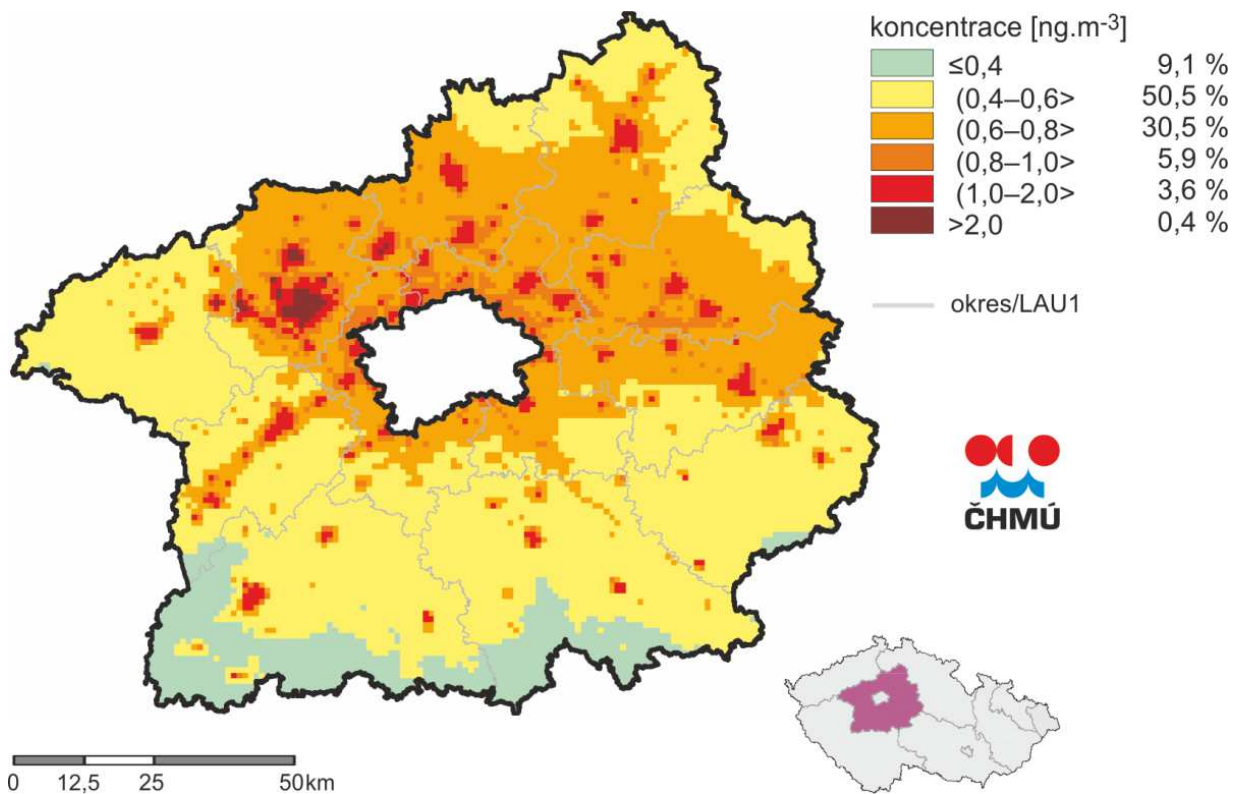 koncentrace [ng.m-3]
≤0,4 9,1 %
(0,4–0,6> 50,5 %
(0,6–0,8> 30,5 %
(0,8–1,0> 5,9 %
(1,0–2,0> 3,6 %
>2,0 0,4 %
okres/LAU1
ČHMÚ
0 12,5 25 50km